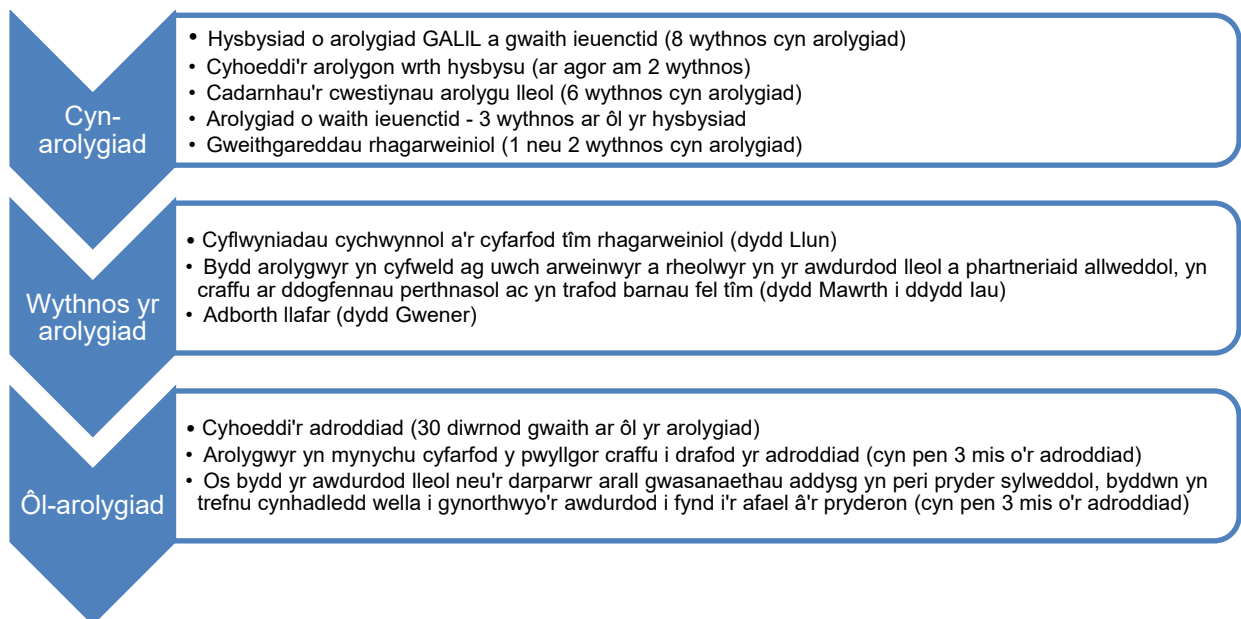 Cyn-
arolygiad
• Hysbysiad o arolygiad GALlL a gwaith ieuenctid (8 wythnos cyn arolygiad)
• Cyhoeddi'r arolygon wrth hysbysu (ar agor am 2 wythnos)
• Cadarnhau'r cwestiynau arolygu lleol (6 wythnos cyn arolygiad)
• Arolygiad o waith ieuenctid - 3 wythnos ar ôl yr hysbysiad
• Gweithgareddau rhagarweiniol (1 neu 2 wythnos cyn arolygiad)
Wythnos yr
arolygiad
• Cyflwyniadau cychwynnol a'r cyfarfod tîm rhagarweiniol (dydd Llun)
• Bydd arolygwyr yn cyfweld ag uwch arweinwyr a rheolwyr yn yr awdurdod lleol a phartneriaid allweddol, yn
craffu ar ddogfennau perthnasol ac yn trafod barnau fel tîm (dydd Mawrth i ddydd Iau)
• Adborth llafar (dydd Gwener)
Ôl-arolygiad
• Cyhoeddi'r adroddiad (30 diwrnod gwaith ar ôl yr arolygiad)
• Arolygwyr yn mynychu cyfarfod y pwyllgor craffu i drafod yr adroddiad (cyn pen 3 mis o'r adroddiad)
• Os bydd yr awdurdod lleol neu'r darparwr arall gwasanaethau addysg yn peri pryder sylweddol, byddwn yn
trefnu cynhadledd wella i gynorthwyo'r awdurdod i fynd i'r afael â'r pryderon (cyn pen 3 mis o'r adroddiad)